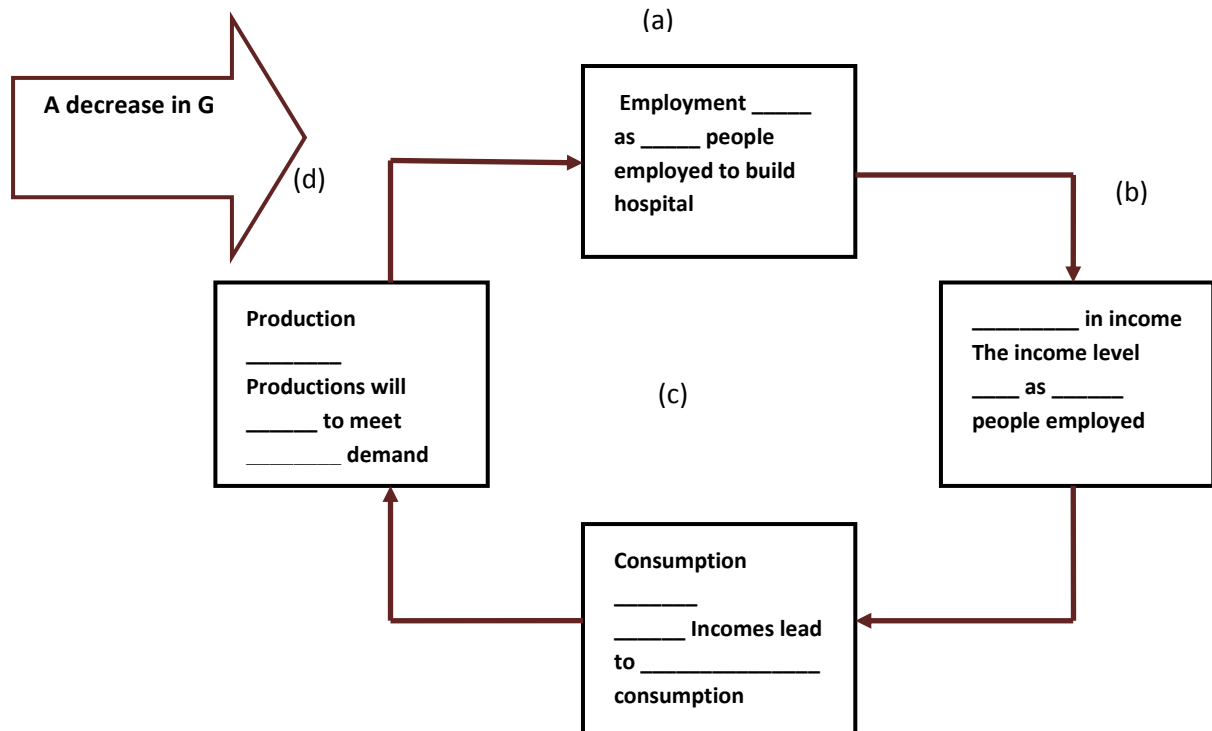 (a)
A decrease in G
Employment _____
as _____ people
employed to build
hospital
(d)
(b)
Production
________
Productions will
______ to meet
________ demand
_________ in income
The income level
____ as ______
people employed
(c)
Consumption
_______
______ Incomes lead
to _______________
consumption